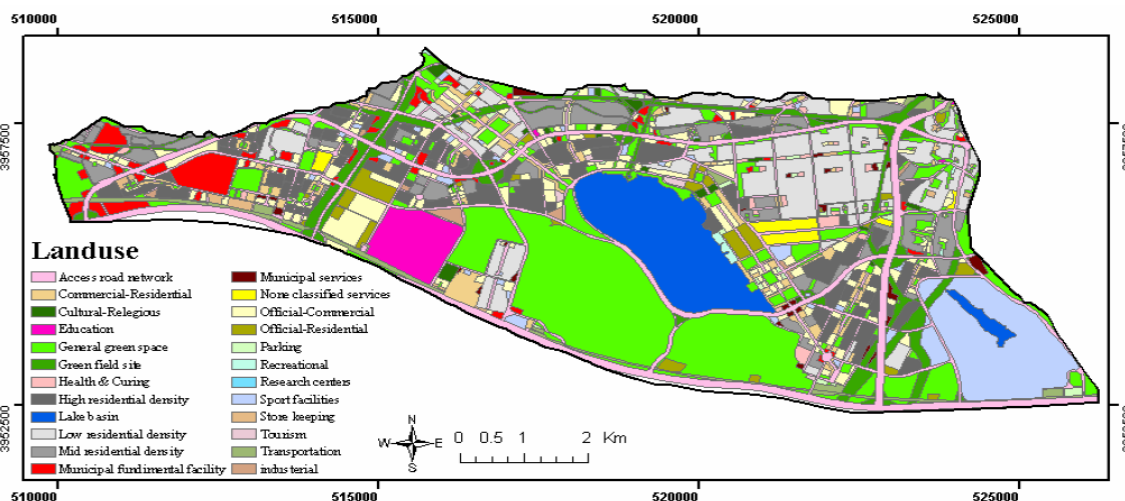 510000 515000 520000 525000
3957500 3957500
Landuse
Access road network
Commercial-Residential
Cultural-Relegious
Education
General green space
Green field site
Health & Curing
High residential density
Lake basin
Low residential density
Mid residential density
Municipal fundimental facility
Municipal services
None classified services
Official-Commercial
Official-Residential
Parking
Recreational
Research centers
Sport facilities
Store keeping
Tourism
Transportation
industerial
N
W E
S
0 0.5 1 2 Km
3952500 3952500
510000 515000 520000 525000